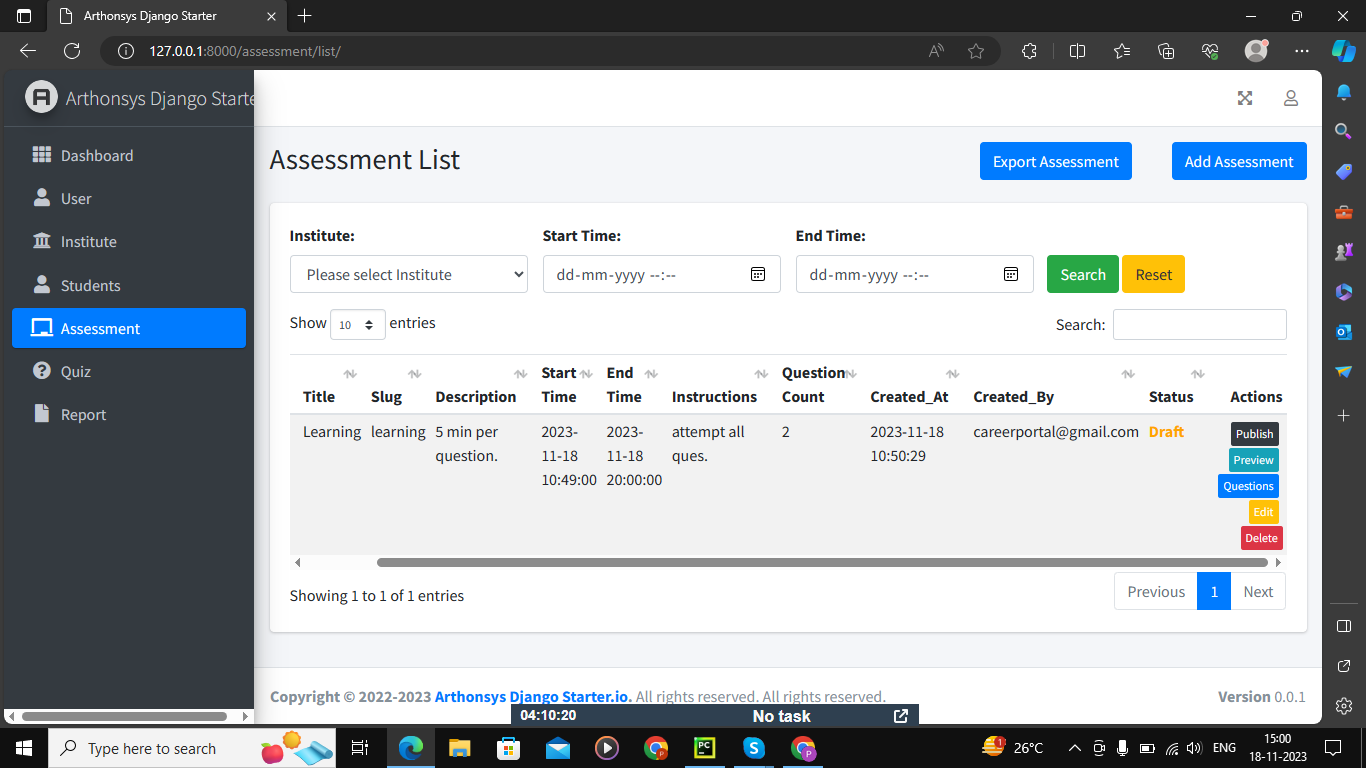 Arthonsys Django Starter
127.0.0.1:8000/assessment/list/
Arthonsys Django Starte
Dashboard
User
Institute
Students
Assessment
Quiz
Report
Assessment List
Export Assessment
Add Assessment
Institute:
Start Time:
End Time:
Please select Institute
dd-mm-yyyy --:--
dd-mm-yyyy --:--
Search
Reset
Show 10 entries
Search:
Title
Slug
Description
Start
Time
End
Time
Instructions
Question
Count
Created_At
Created_By
Status
Actions
Learning
learning
5 min per
question.
2023-
11-18
10:49:00
2023-
11-18
20:00:00
attempt all
ques.
2
2023-11-18
10:50:29
careerportal@gmail.com
Draft
Publish
Preview
Questions
Edit
Delete
Showing 1 to 1 of 1 entries
Previous
1
Next
Copyright © 2022-2023 Arthonsys Django Starter.io. All rights reserved. All rights reserved.
Version 0.0.1
04:10:20
No task
Type here to search
26°C
ENG
15:00
18-11-2023